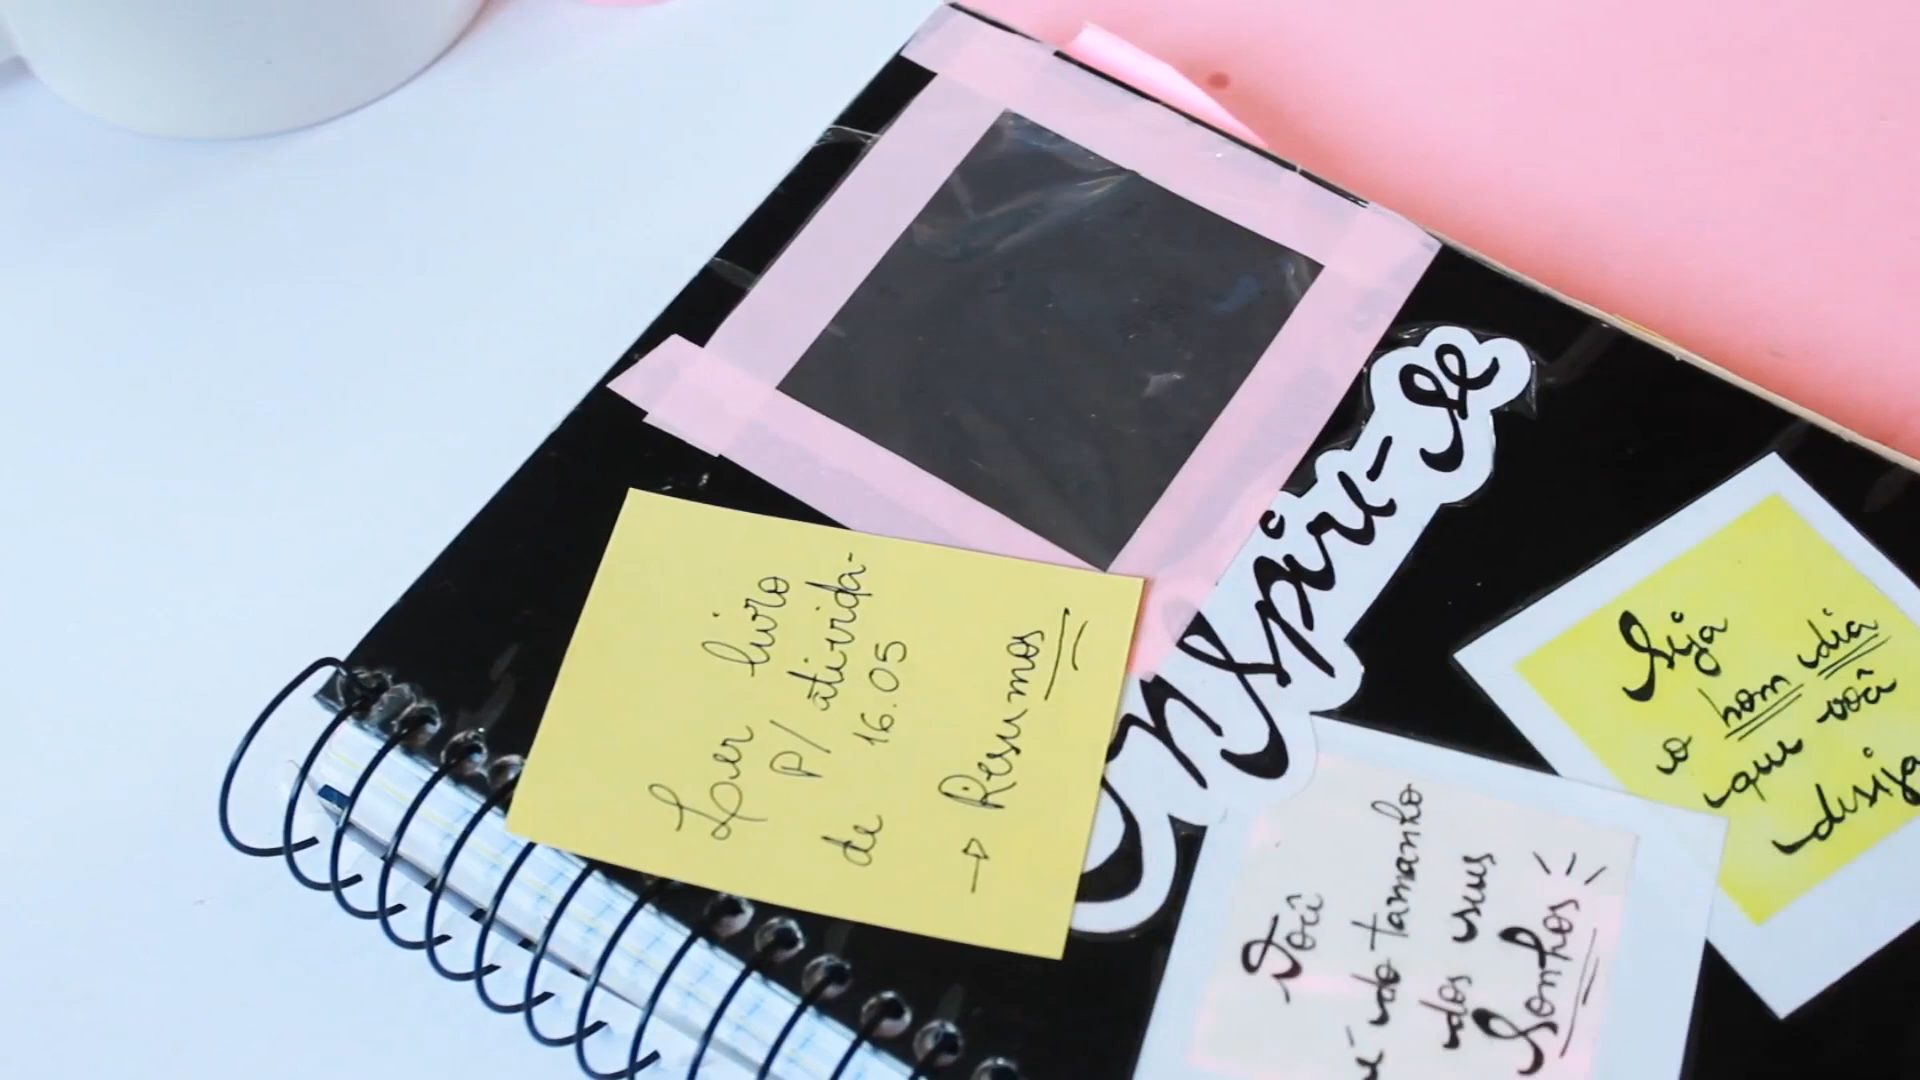 Ler livro
P/ ativida-
de 16.05
→ Resumos
Inspire-se
Você
é do tamanho
dos seus
Sonhos
Seja
o bom dia
que você
deseja